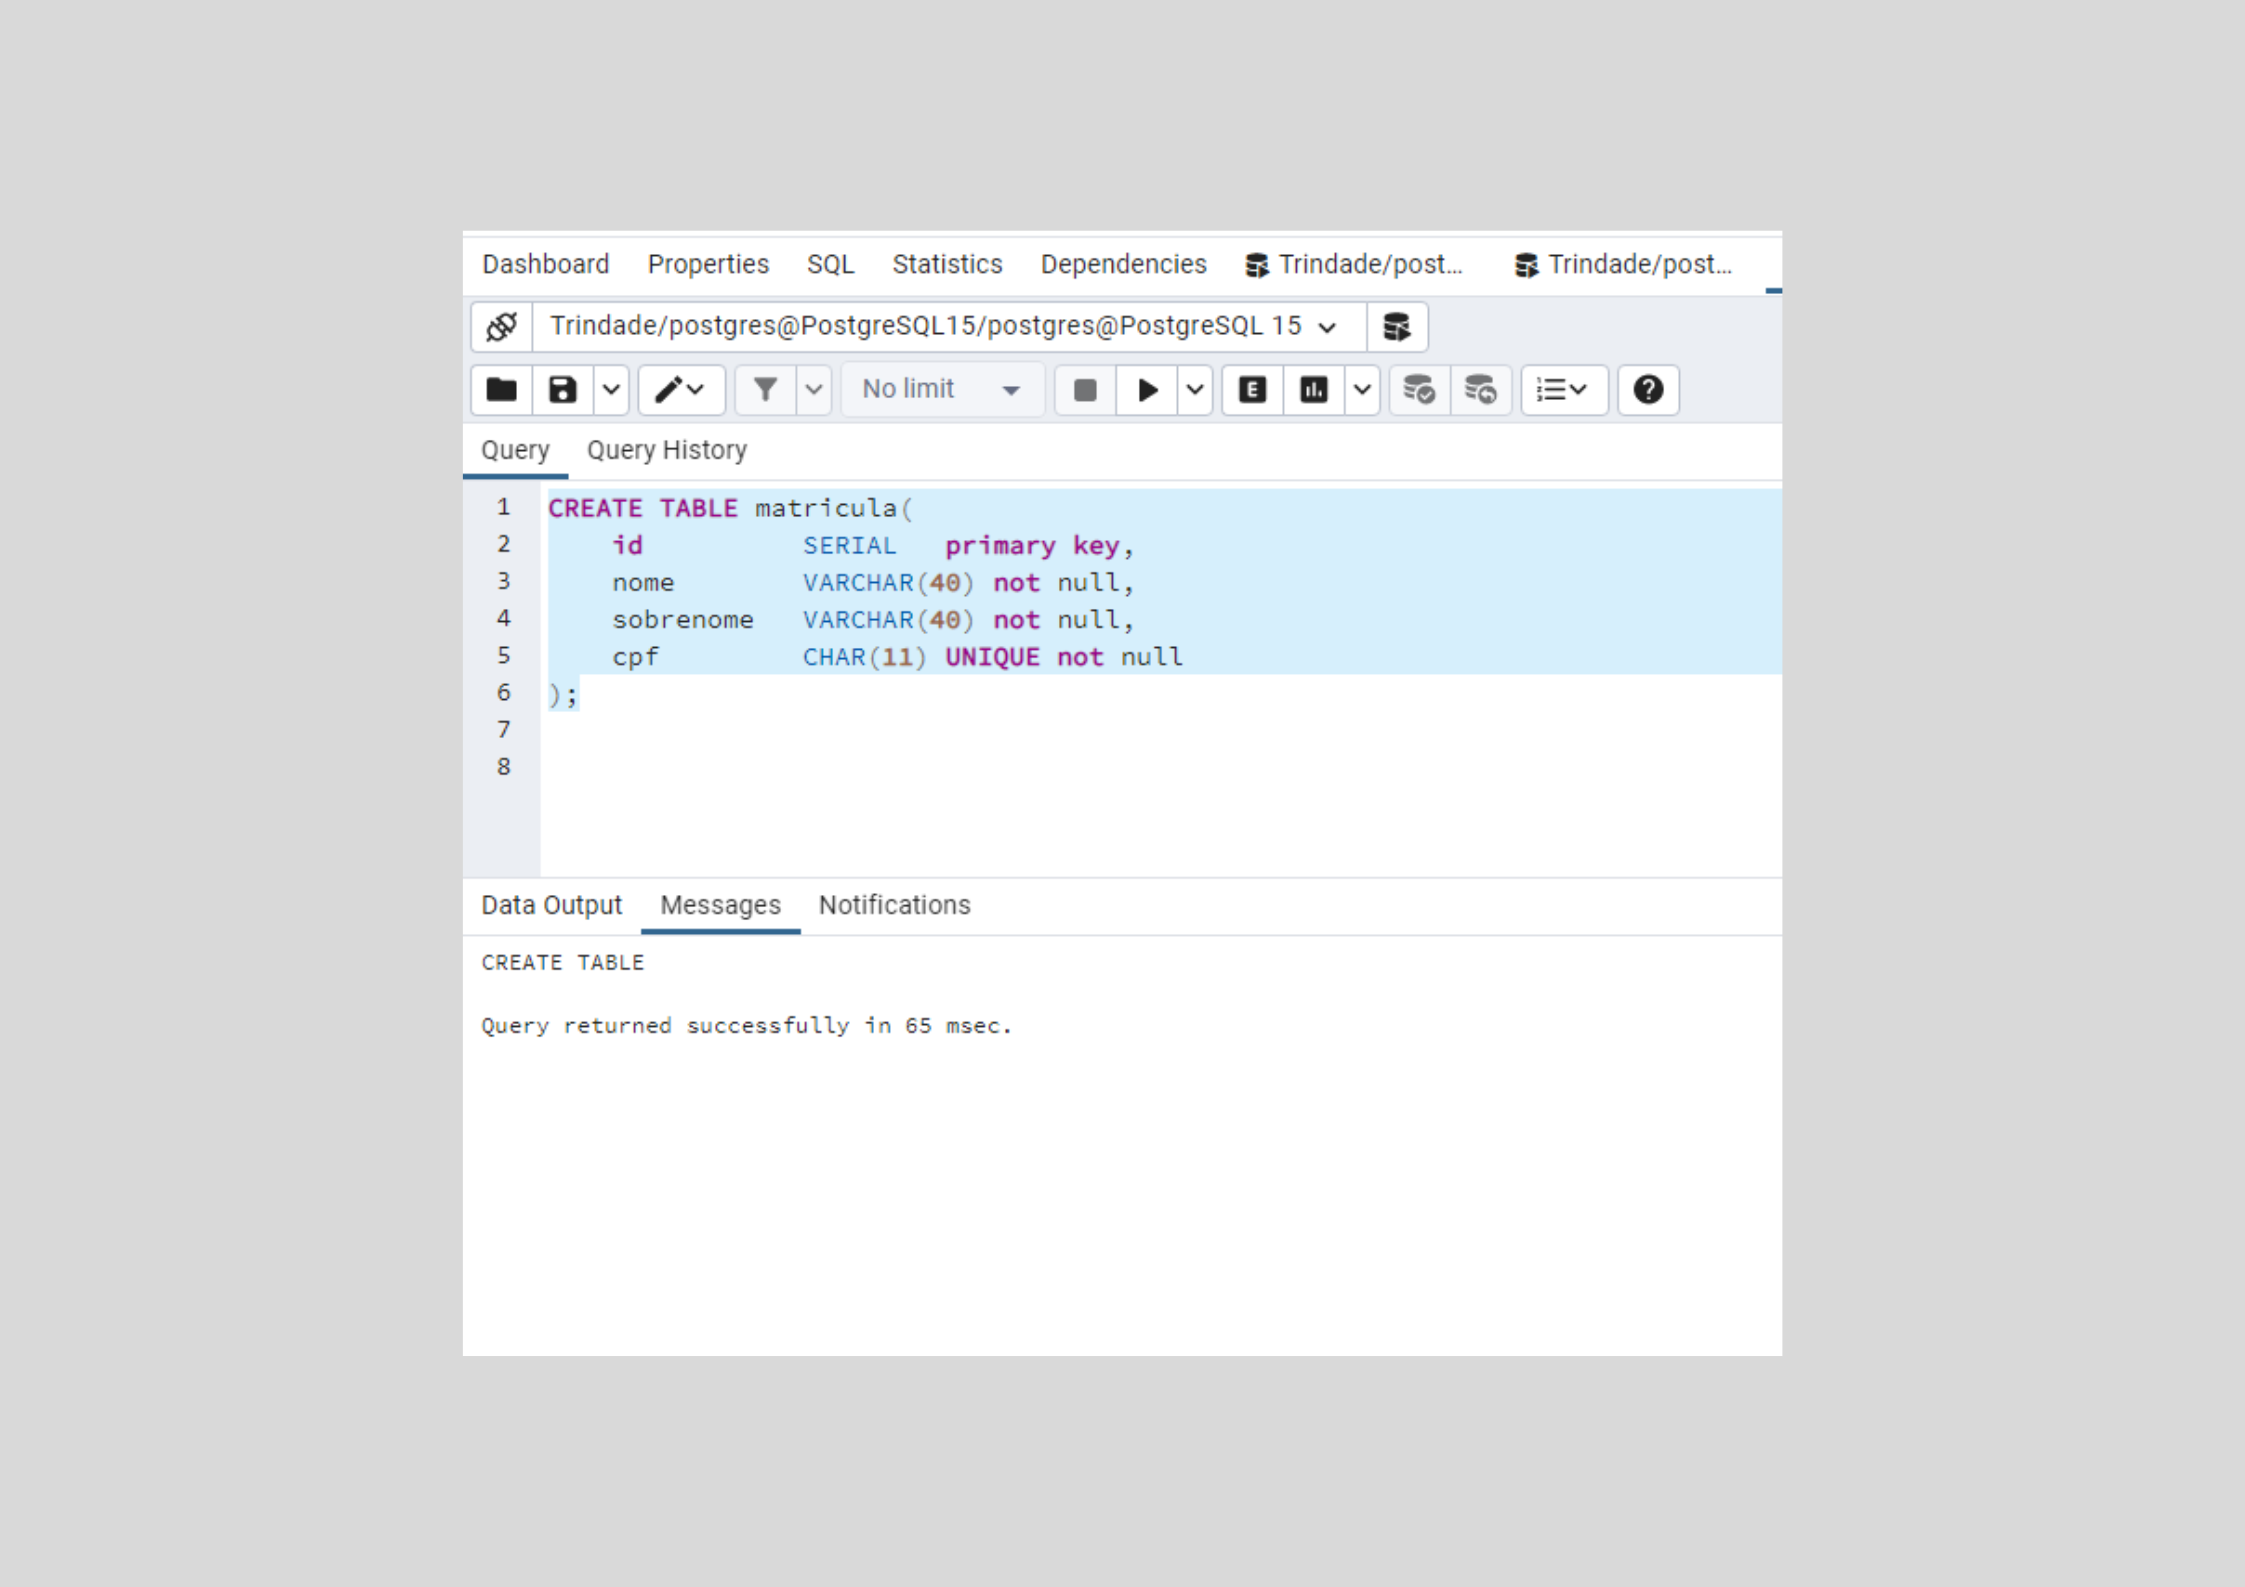 Dashboard Properties SQL Statistics Dependencies Trindade/post... Trindade/post...
Trindade/postgres@PostgreSQL15/postgres@PostgreSQL 15
No limit E
Query Query History
1 CREATE TABLE matricula(
2 id SERIAL primary key,
3 nome VARCHAR(40) not null,
4 sobrenome VARCHAR(40) not null,
5 cpf CHAR(11) UNIQUE not null
6 );
7
8
Data Output Messages Notifications
CREATE TABLE
Query returned successfully in 65 msec.